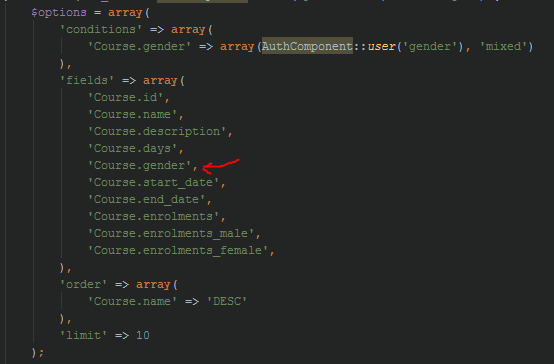 $options = array(
'conditions' => array(
'Course.gender' => array(AuthComponent::user('gender'), 'mixed')
),
'fields' => array(
'Course.id',
'Course.name',
'Course.description',
'Course.days',
'Course.gender',
'Course.start_date',
'Course.end_date',
'Course.enrolments',
'Course.enrolments_male',
'Course.enrolments_female',
),
'order' => array(
'Course.name' => 'DESC'
),
'limit' => 10
);